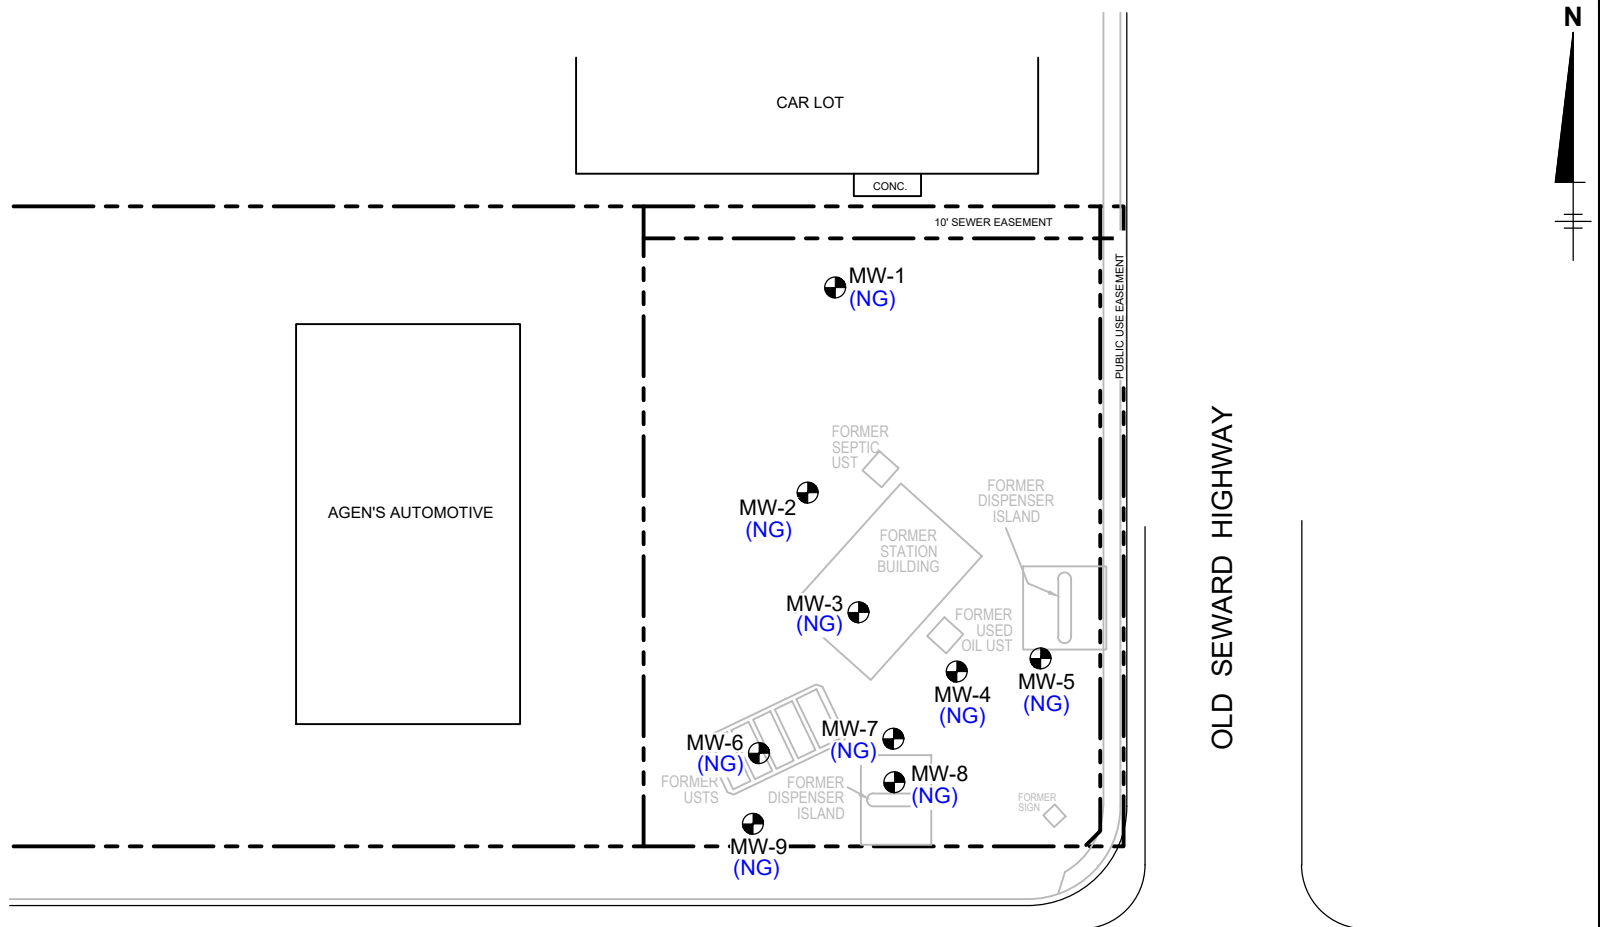 N
CAR LOT
CONC.
10' SEWER EASEMENT
PUBLIC USE EASEMENT
MW-1
(NG)
AGEN'S AUTOMOTIVE
FORMER
SEPTIC
UST
MW-2
(NG)
FORMER
DISPENSER
ISLAND
FORMER
STATION
BUILDING
OLD SEWARD HIGHWAY
MW-3
(NG)
FORMER
USED
OIL UST
MW-4
(NG)
MW-5
(NG)
MW-6
(NG)
FORMER
USTS
MW-7
(NG)
MW-8
(NG)
FORMER
DISPENSER
ISLAND
FORMER
SIGN
MW-9
(NG)